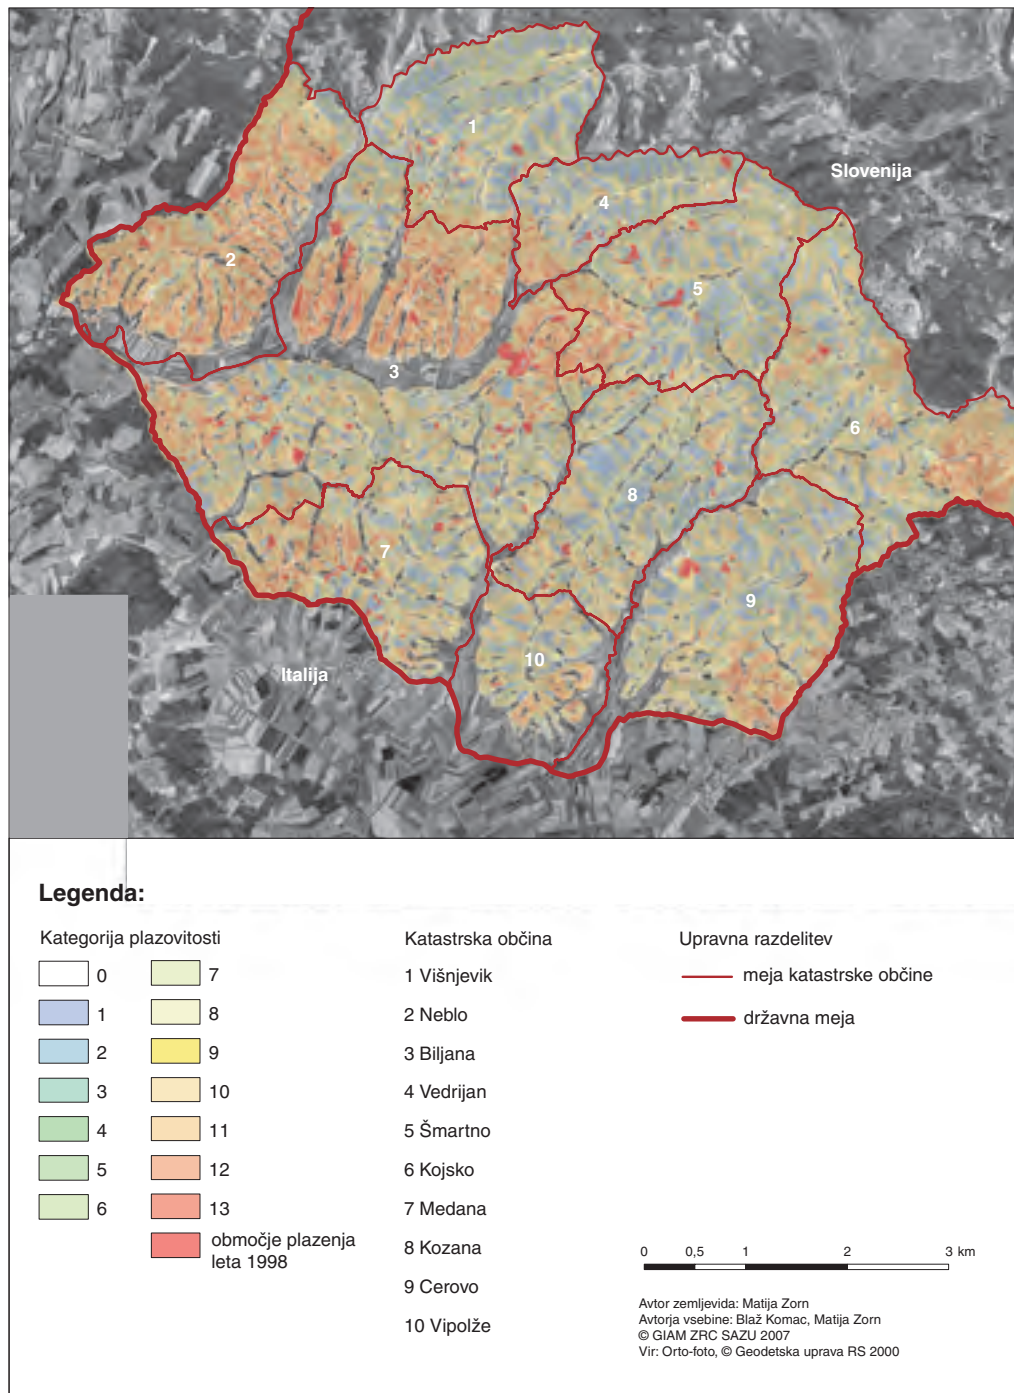 1
Slovenija
4
2
5
3
6
8
7
9
10
Italija
Legenda:
Kategorija plazovitosti
0
1
2
3
4
5
6
7
8
9
10
11
12
13
območje plazenja
leta 1998
Katastrska občina
1 Višnjevik
2 Neblo
3 Biljana
4 Vedrijan
5 Šmartno
6 Kojsko
7 Medana
8 Kozana
9 Cerovo
10 Vipolže
Upravna razdelitev
meja katastrske občine
državna meja
0 0,5 1 2 3 km
Avtor zemljevida: Matija Zorn
Avtorja vsebine: Blaž Komac, Matija Zorn
© GIAM ZRC SAZU 2007
Vir: Orto-foto, © Geodetska uprava RS 2000